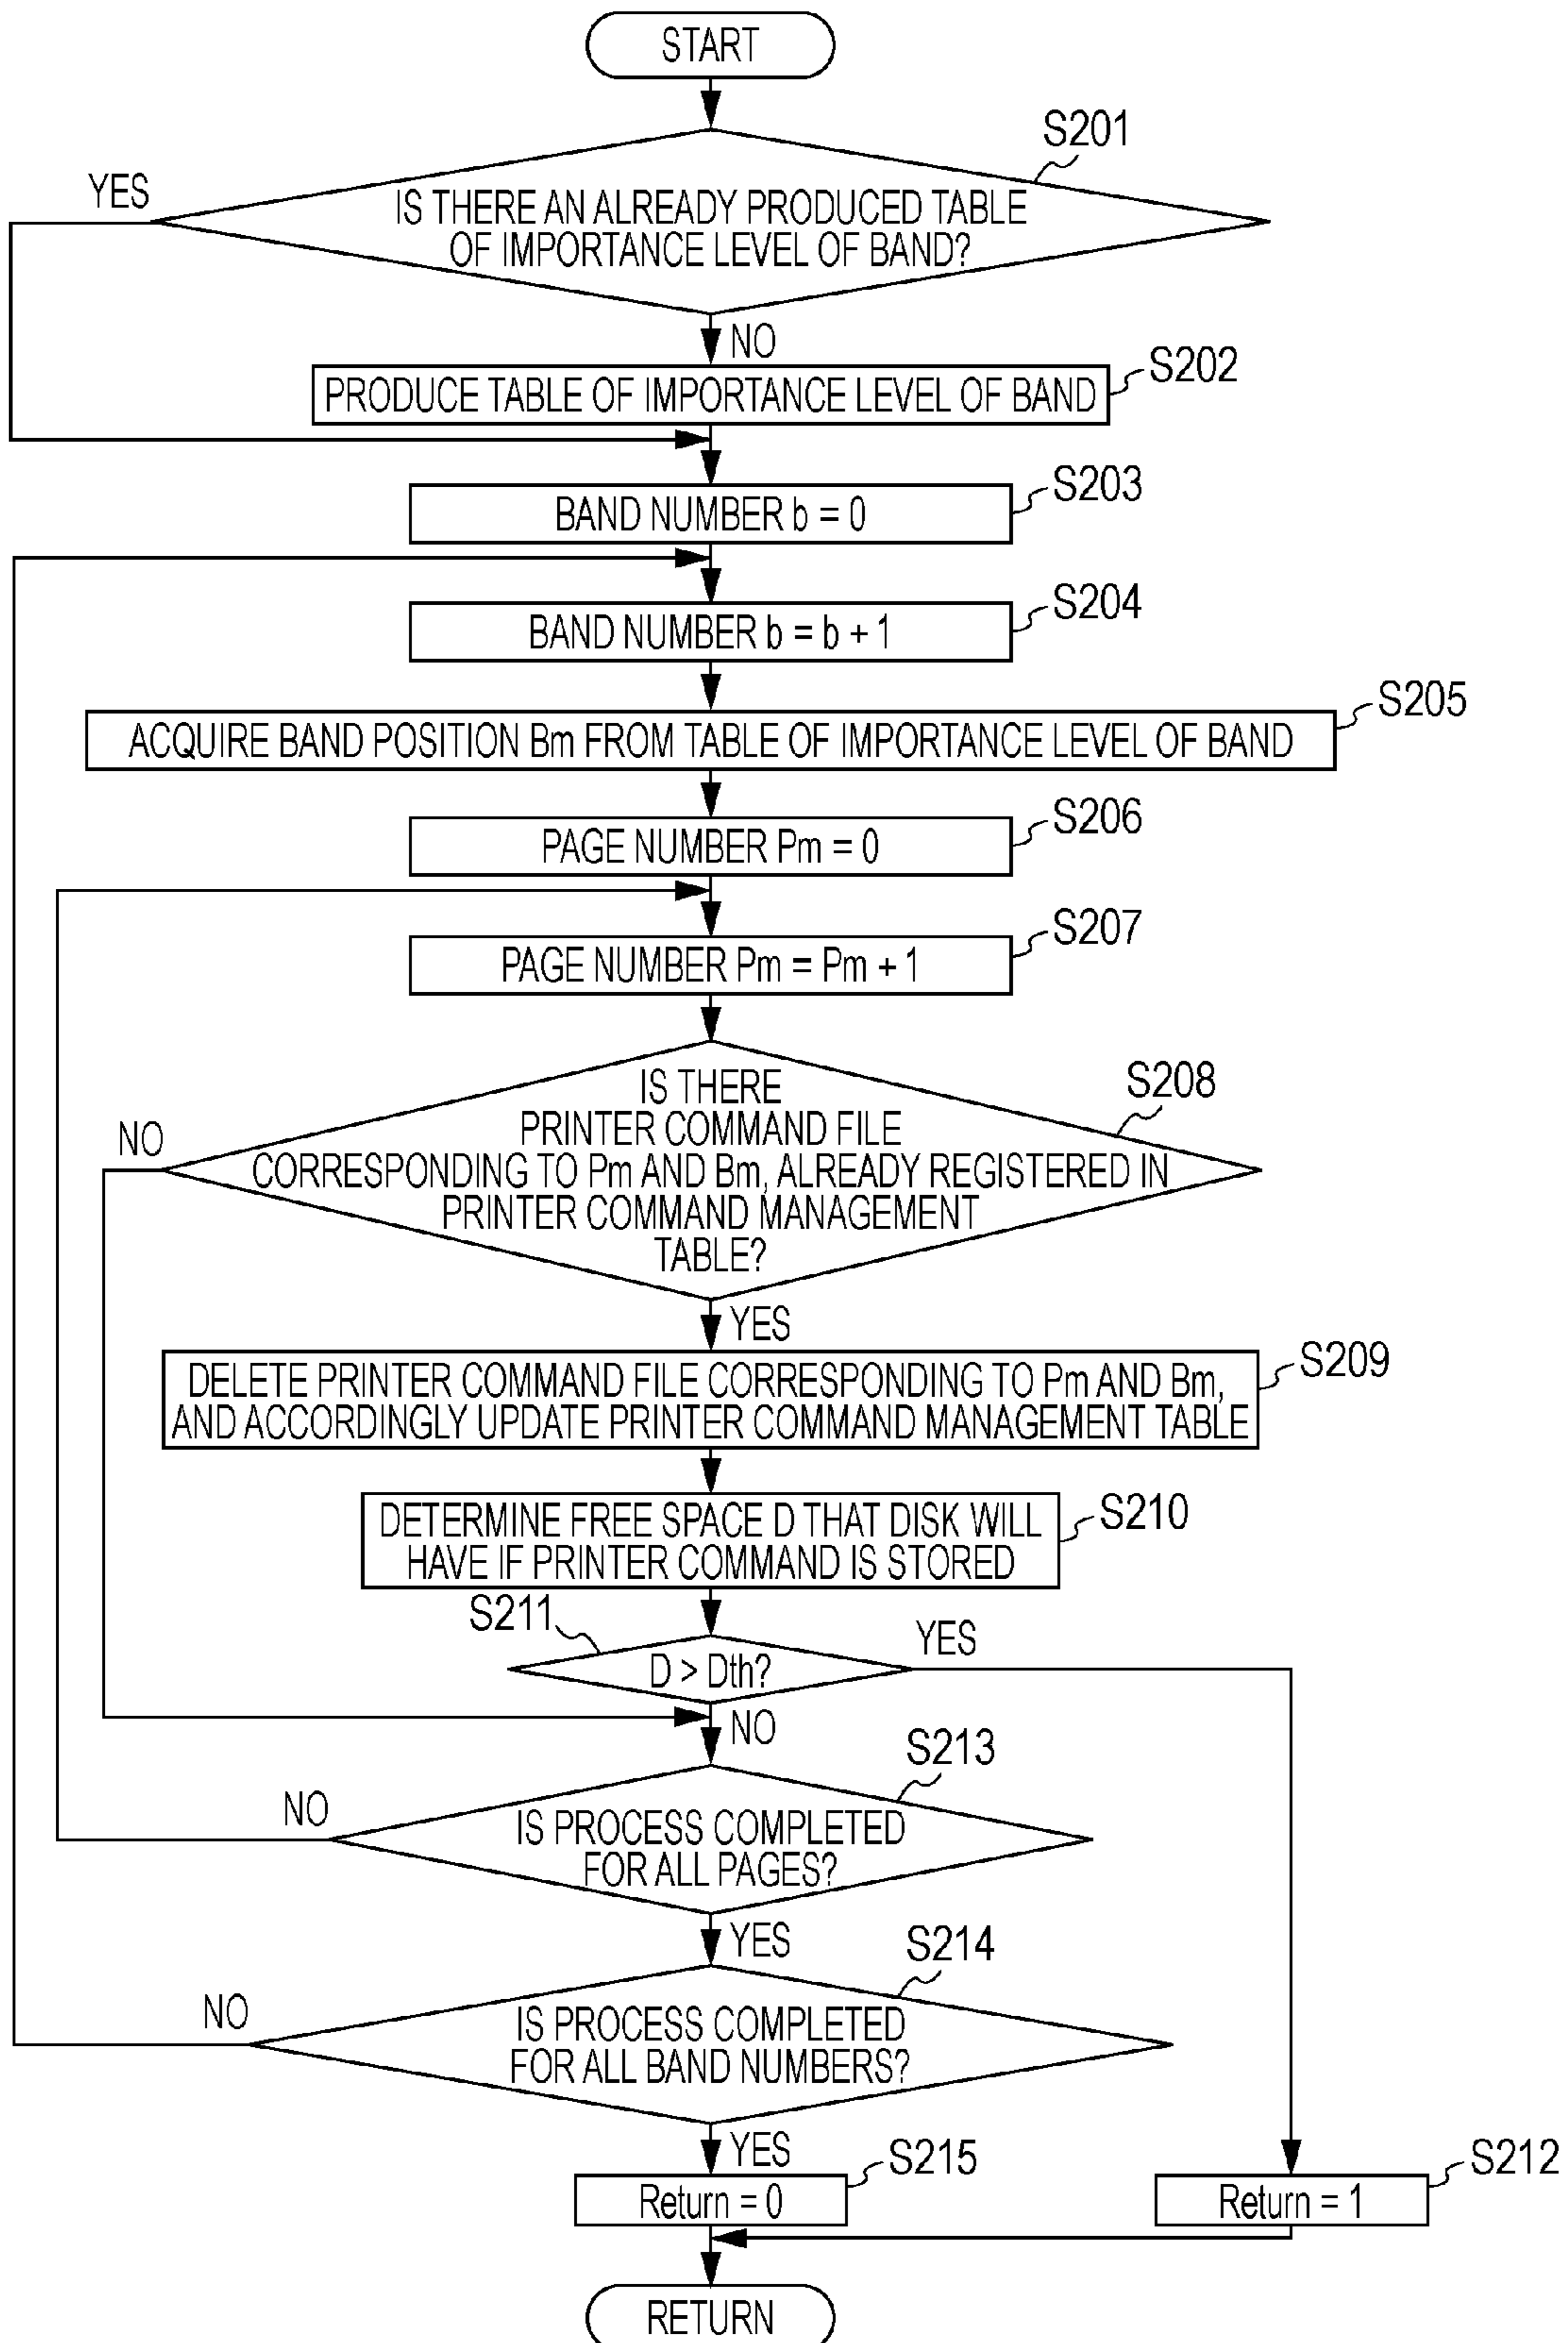 START
S201
YES
IS THERE AN ALREADY PRODUCED TABLE
OF IMPORTANCE LEVEL OF BAND?
NO
S202
PRODUCE TABLE OF IMPORTANCE LEVEL OF BAND
S203
BAND NUMBER b = 0
S204
BAND NUMBER b = b + 1
S205
ACQUIRE BAND POSITION Bm FROM TABLE OF IMPORTANCE LEVEL OF BAND
S206
PAGE NUMBER Pm = 0
S207
PAGE NUMBER Pm = Pm + 1
S208
NO
IS THERE
PRINTER COMMAND FILE
CORRESPONDING TO Pm AND Bm, ALREADY REGISTERED IN
PRINTER COMMAND MANAGEMENT
TABLE?
YES
S209
DELETE PRINTER COMMAND FILE CORRESPONDING TO Pm AND Bm,
AND ACCORDINGLY UPDATE PRINTER COMMAND MANAGEMENT TABLE
S210
DETERMINE FREE SPACE D THAT DISK WILL
HAVE IF PRINTER COMMAND IS STORED
S211
YES
D > Dth?
NO
S213
NO
IS PROCESS COMPLETED
FOR ALL PAGES?
YES
S214
NO
IS PROCESS COMPLETED
FOR ALL BAND NUMBERS?
YES
S215
S212
Return = 0
Return = 1
RETURN